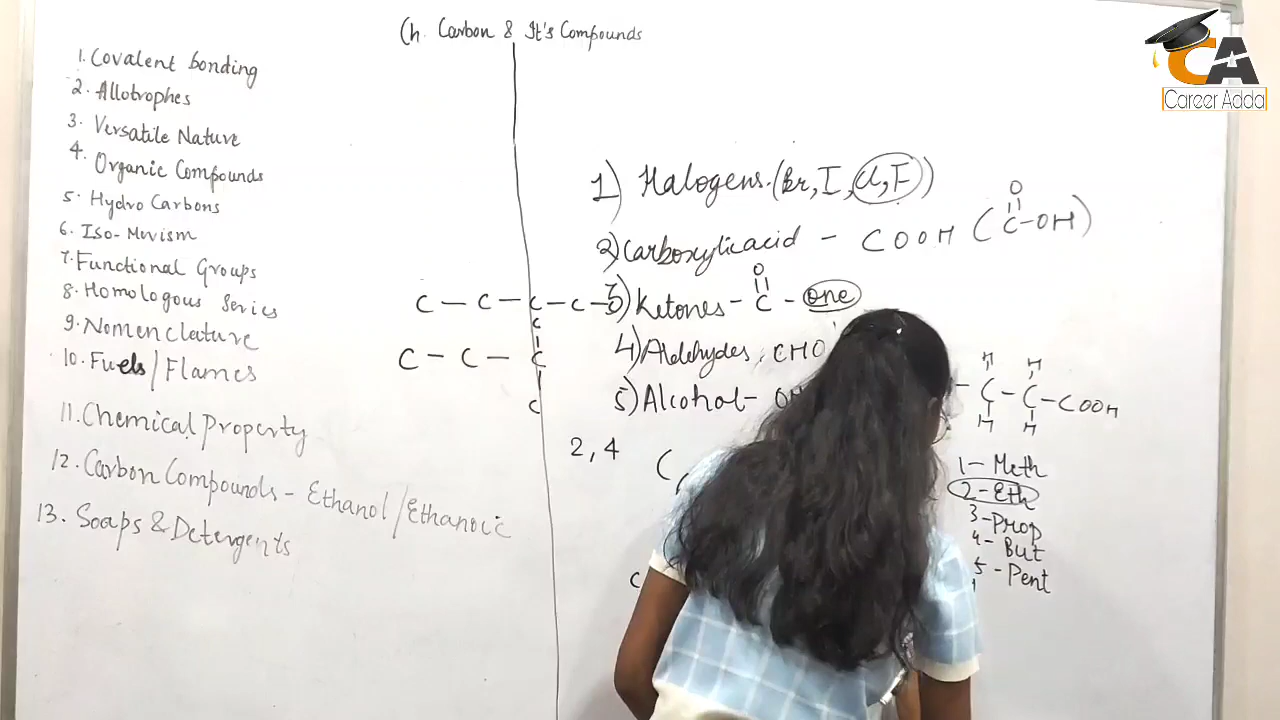 Ch. Carbon & It's Compounds
1. Covalent bonding
2. Allotrophes
3. Versatile Nature
4. Organic Compounds
5. Hydro Carbons
6. Iso-Merism
7. Functional Groups
8. Homologous Series
9. Nomenclature
10. Fuels/Flames
11. Chemical Property
12. Carbon Compounds - Ethanol/Ethanoic
13. Soaps & Detergents
C - C - C - C -
C
C - C - C
C
1) Halogens. (Br, I, Cl, F)
O
2) Carboxylic acid - COOH (C-OH)
O
3) Ketones - C - one
4) Aldehydes, CHO
5) Alcohol - OH
2, 4
C
H H
- C - C - COOH
H H
1 - Meth
2 - Eth
3 - Prop
4 - But
5 - Pent
CA
Career Adda